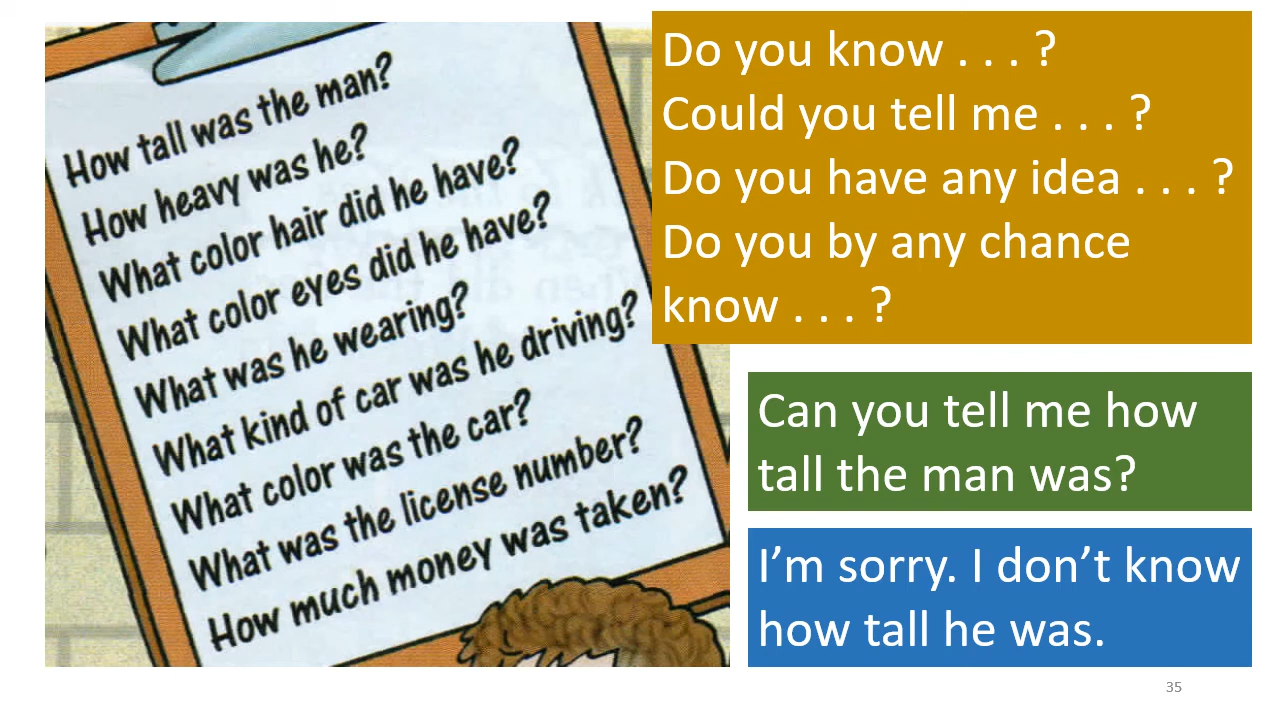 How tall was the man?
How heavy was he?
What color hair did he have?
What color eyes did he have?
What was he wearing?
What kind of car was he driving?
What color was the car?
What was the license number?
How much money was taken?
Do you know . . . ?
Could you tell me . . . ?
Do you have any idea . . . ?
Do you by any chance
know . . . ?
Can you tell me how
tall the man was?
I’m sorry. I don’t know
how tall he was.
35